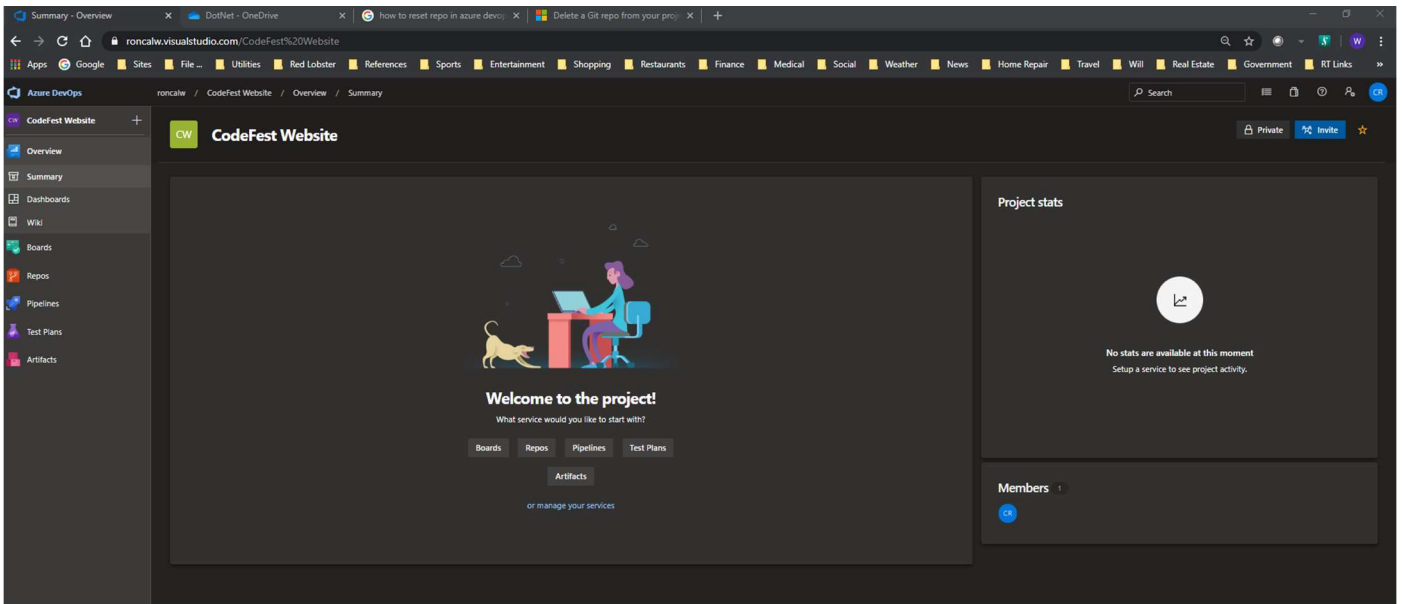 Summary - Overview
DotNet - OneDrive
how to reset repo in azure devop
Delete a Git repo from your proj
roncalw.visualstudio.com/CodeFest%20Website
W
Apps Google Sites File ... Utilities Red Lobster References Sports Entertainment Shopping Restaurants Finance Medical Social Weather News Home Repair Travel Will Real Estate Government RT Links »
Azure DevOps
roncalw / CodeFest Website / Overview / Summary
Search
CR
CW CodeFest Website +
CW CodeFest Website
Private
Invite
Overview
Summary
Dashboards
Wiki
Boards
Repos
Pipelines
Test Plans
Artifacts
Welcome to the project!
What service would you like to start with?
Boards Repos Pipelines Test Plans
Artifacts
or manage your services
Project stats
No stats are available at this moment
Setup a service to see project activity.
Members 1
CR